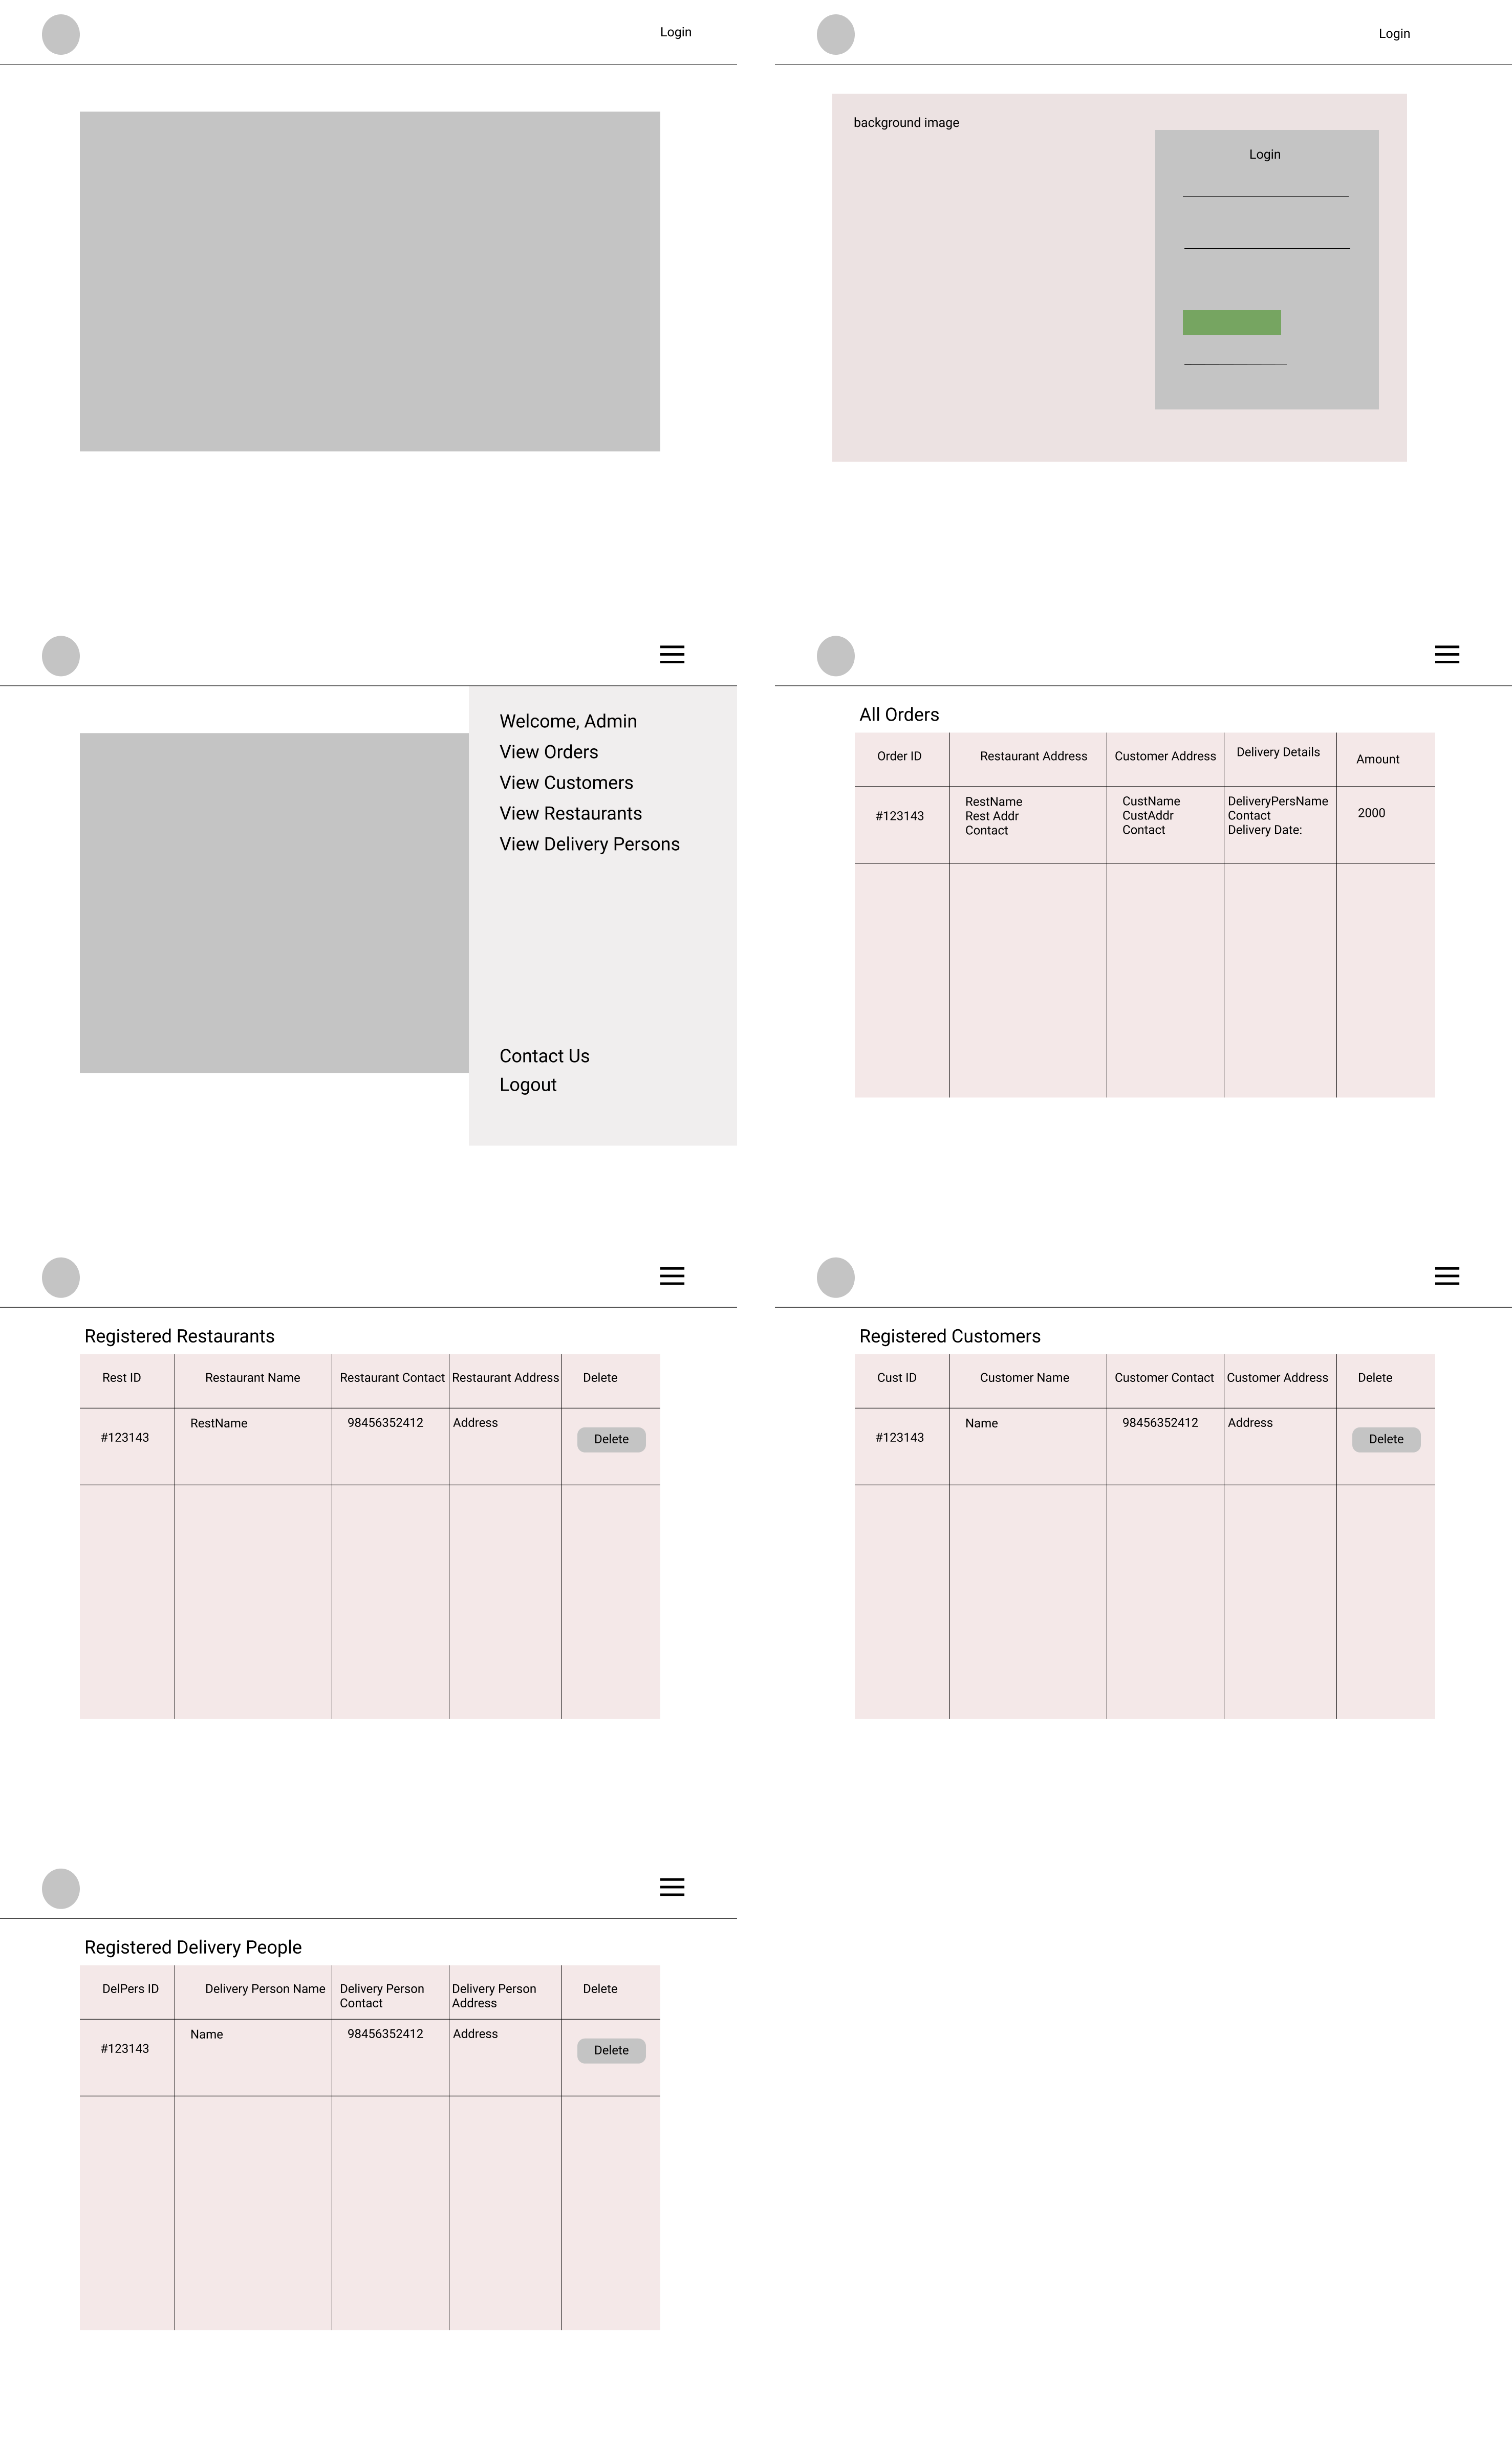 Login
Login
background image
Login
Welcome, Admin
View Orders
View Customers
View Restaurants
View Delivery Persons
Contact Us
Logout
All Orders
Order ID
Restaurant Address
Customer Address
Delivery Details
Amount
#123143
RestName
Rest Addr
Contact
CustName
CustAddr
Contact
DeliveryPersName
Contact
Delivery Date:
2000
Registered Restaurants
Rest ID
Restaurant Name
Restaurant Contact
Restaurant Address
Delete
#123143
RestName
98456352412
Address
Delete
Registered Customers
Cust ID
Customer Name
Customer Contact
Customer Address
Delete
#123143
Name
98456352412
Address
Delete
Registered Delivery People
DelPers ID
Delivery Person Name
Delivery Person
Contact
Delivery Person
Address
Delete
#123143
Name
98456352412
Address
Delete